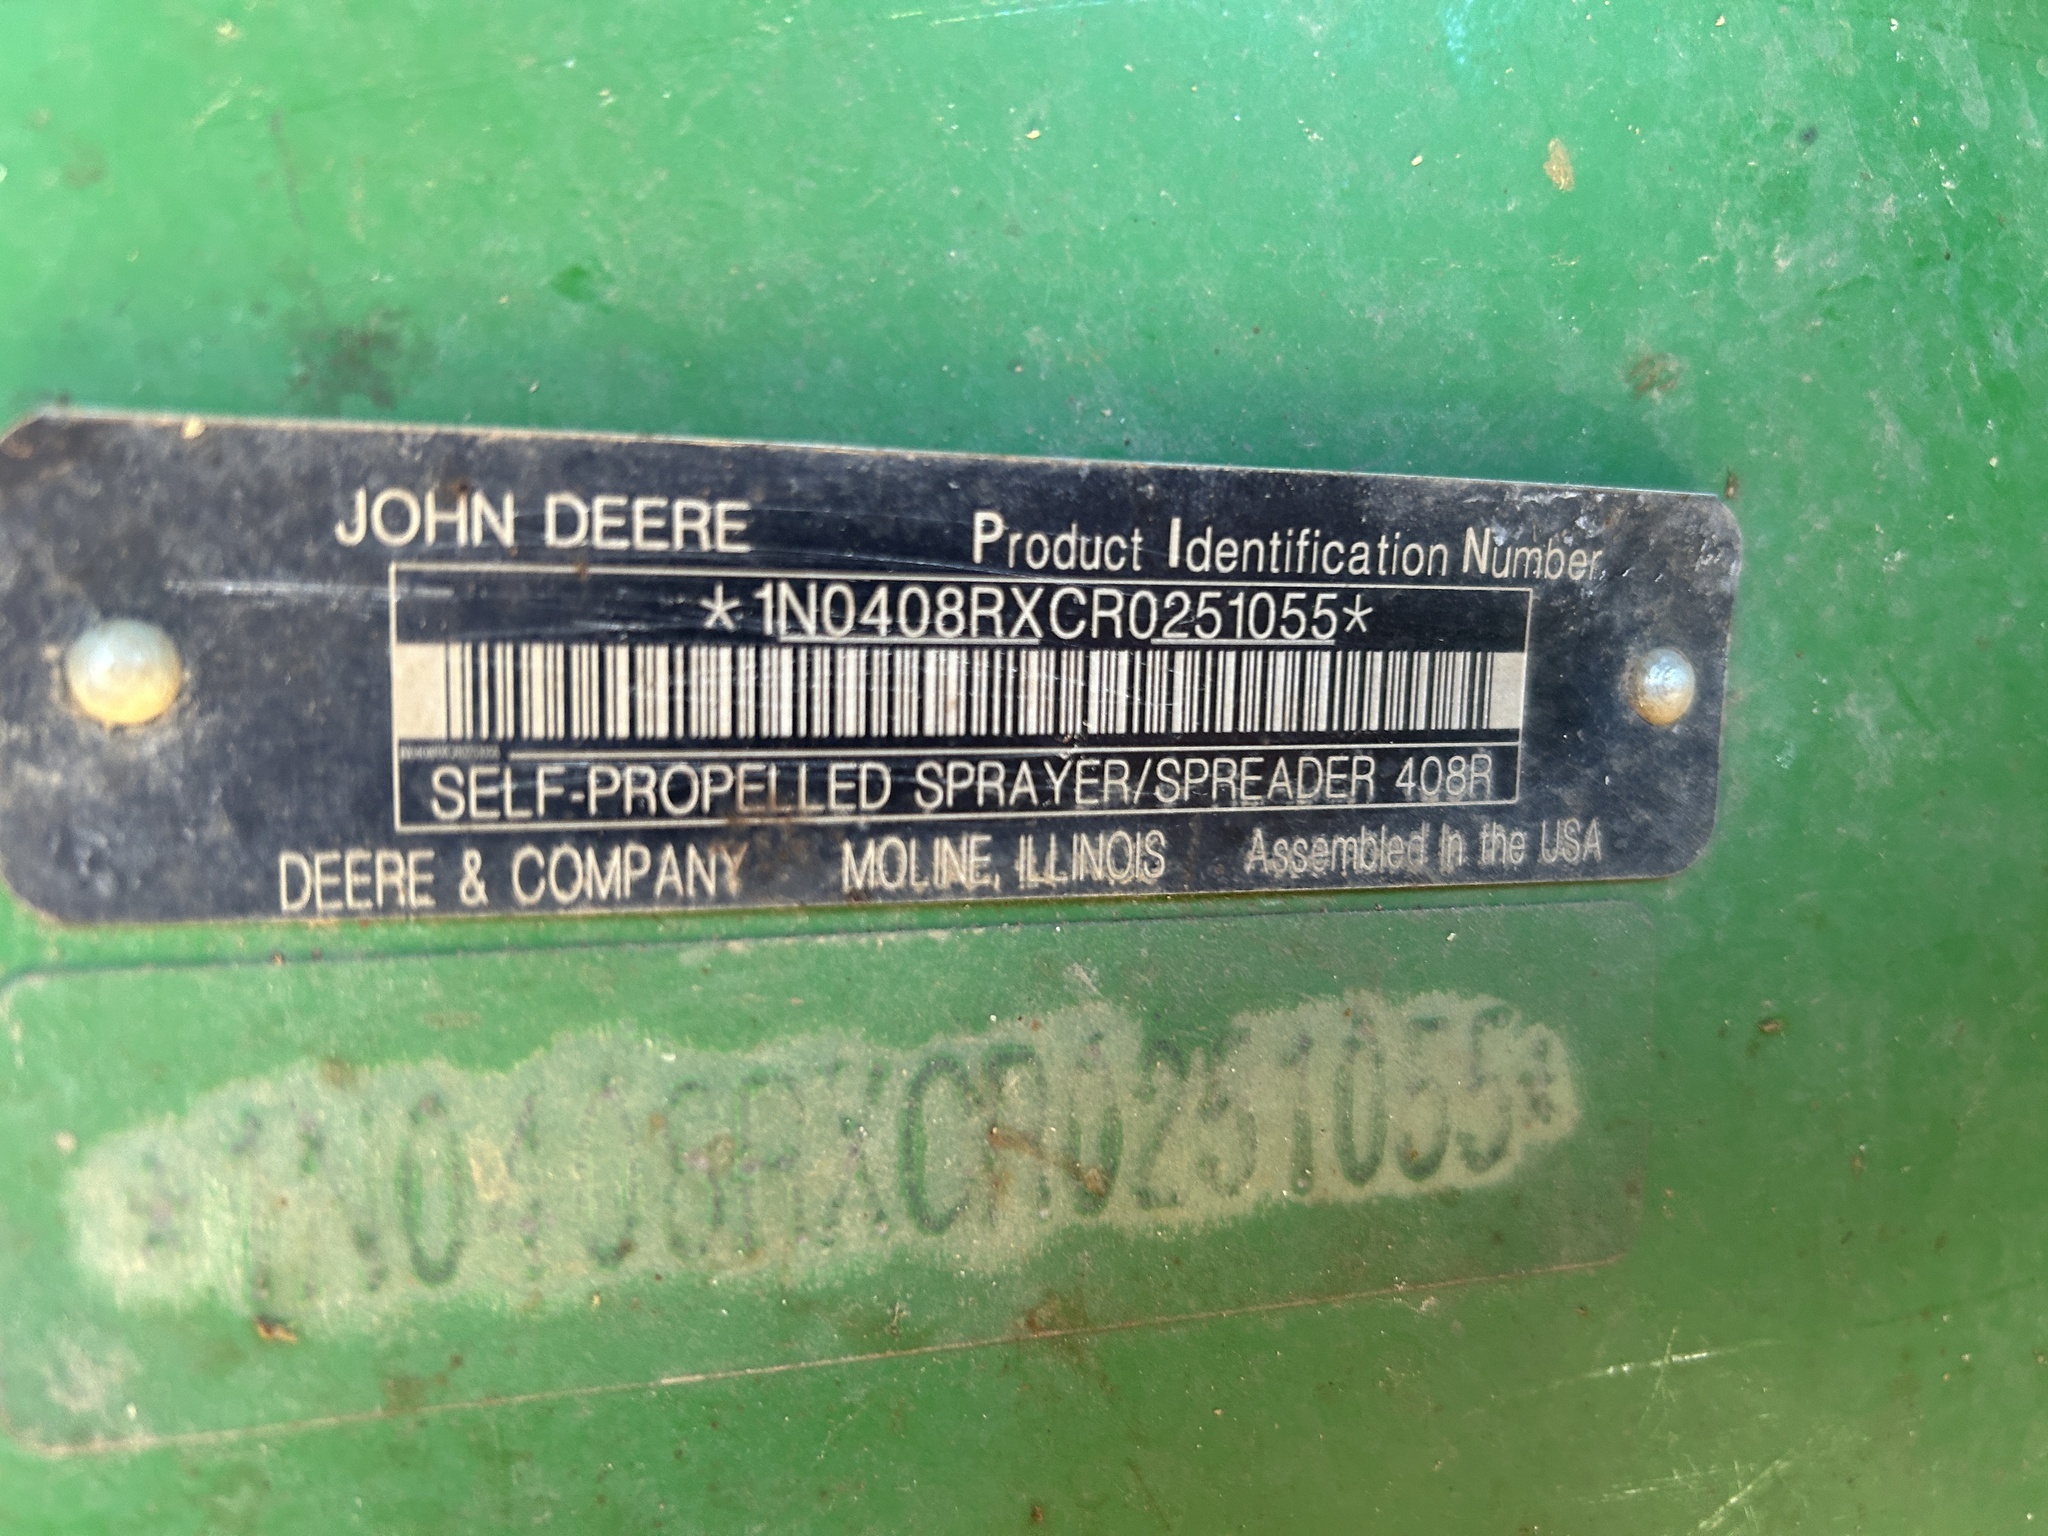 JOHN DEERE
Product Identification Number
*1N0408RXCR0251055*
SELF-PROPELLED SPRAYER/SPREADER 408R
DEERE & COMPANY MOLINE, ILLINOIS Assembled in the USA
0408RXCR0251055*